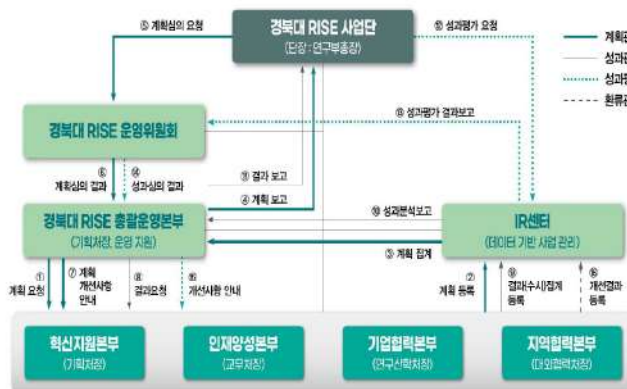 ⑤ 계획심의 요청
경북대 RISE 사업단
(단장 : 연구부총장)
⑫ 성과평가 요청
계획관
성과관
성과평
환류관
경북대 RISE 운영위원회
⑬ 성과평가 결과보고
⑥
계획심의 결과
⑭
성과심의 결과
⑪ 결과 보고
④ 계획 보고
경북대 RISE 총괄운영본부
(기획처장, 운영 지원)
⑩ 성과분석보고
③ 계획 집계
IR센터
(데이터 기반 사업 관리)
①
계획 요청
⑦ 계획
개선사항
안내
⑧
결과요청
개선사항 안내
②
계획 등록
⑨
결과(수시)집계
등록
⑯
개선결과
등록
혁신지원본부
(기획처장)
인재양성본부
(교무처장)
기업협력본부
(연구산학처장)
지역협력본부
(대외협력처장)